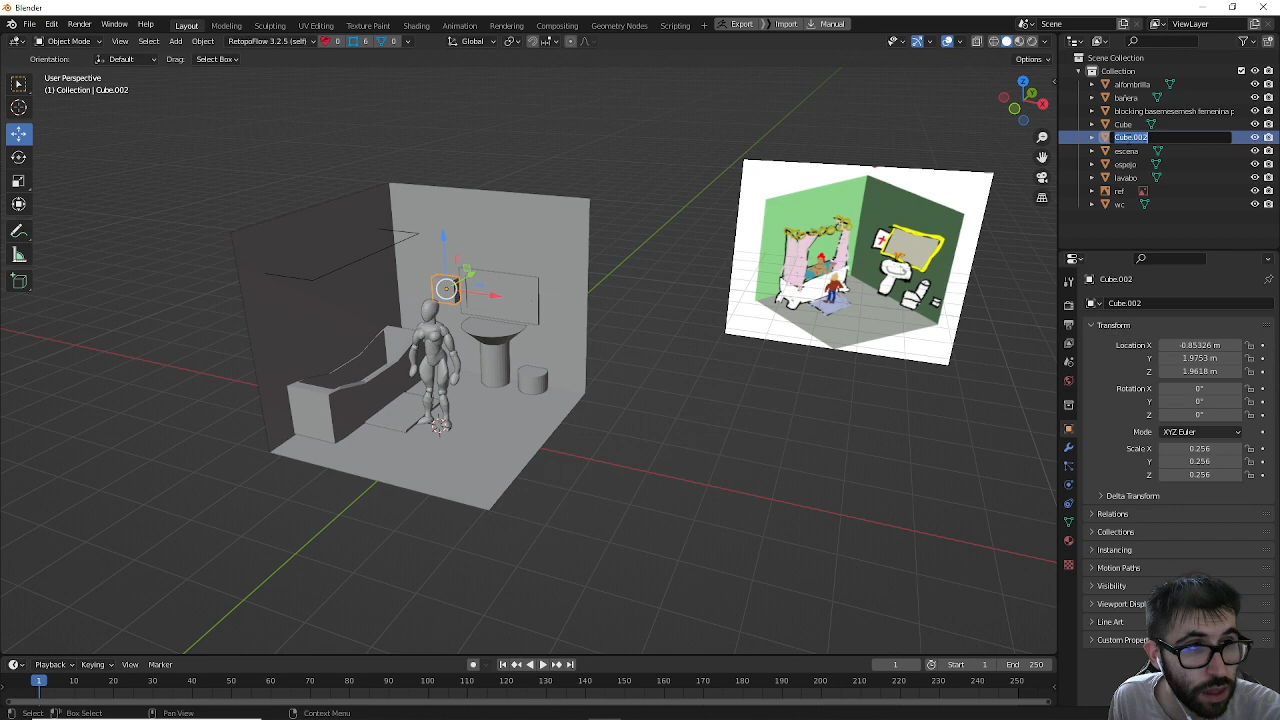 Blender
File Edit Render Window Help Layout Modeling Sculpting UV Editing Texture Paint Shading Animation Rendering Compositing Geometry Nodes Scripting + Export Import Manual Scene ViewLayer
Object Mode View Select Add Object RetopoFlow 3.2.5 (self) 0 6 0 Global
Orientation: Default Drag: Select Box Options
User Perspective
(1) Collection | Cube.002
Scene Collection
Collection
alfombrilla
bañera
blocking basemesemesh femenina p
Cube
Cube.002
escena
espejo
lavabo
ref
wc
Z
Y
X
Cube.002
Cube.002
Transform
Location X -0.85326 m
Y 1.9753 m
Z 1.9618 m
Rotation X 0°
Y 0°
Z 0°
Mode XYZ Euler
Scale X 0.256
Y 0.256
Z 0.256
Delta Transform
Relations
Collections
Instancing
Motion Paths
Visibility
Viewport Displ
Line Art
Custom Propert
Playback Keying View Marker 1 Start 1 End 250
1 10 20 30 40 50 60 70 80 90 100 110 120 130 140 150 160 170 180 190 200 210 220 230 240 250
Select Box Select Pan View Context Menu